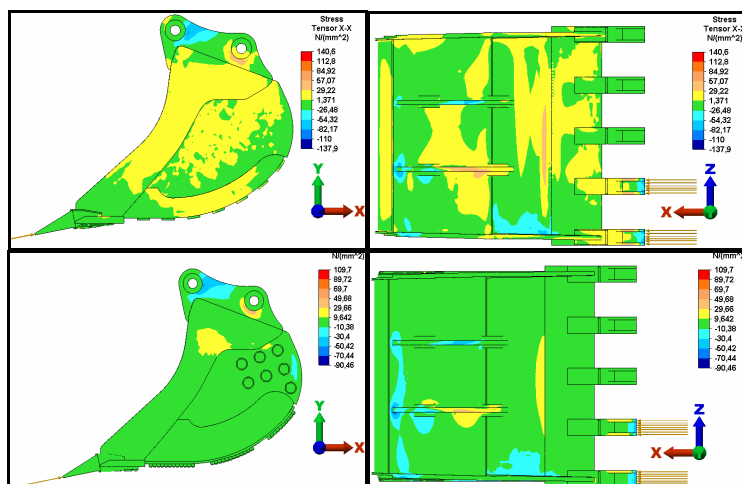 Stress
Tensor X-X
N/(mm^2)
140,6
112,8
84,92
57,07
29,22
1,371
-26,48
-54,32
-82,17
-110
-137,9
Y
X
Stress
Tensor X-X
N/(mm^2)
140,6
112,8
84,92
57,07
29,22
1,371
-26,48
-54,32
-82,17
-110
-137,9
Z
X
N/(mm^2)
109,7
89,72
69,7
49,68
29,66
9,642
-10,38
-30,4
-50,42
-70,44
-90,46
Y
X
N/(mm^2)
109,7
89,72
69,7
49,68
29,66
9,642
-10,38
-30,4
-50,42
-70,44
-90,46
Z
X